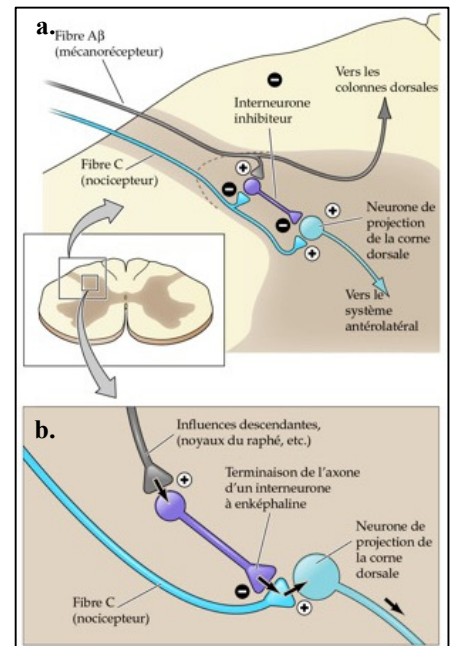 a.
Fibre Aβ
(mécanorécepteur)
Vers les
colonnes dorsales
−
Interneurone
inhibiteur
Fibre C
(nocicepteur)
+
−
−
+
+
Neurone de
projection
de la corne
dorsale
Vers le
système
antérolatéral
b.
Influences descendantes,
(noyaux du raphé, etc.)
+
Terminaison de l'axone
d'un interneurone
à enképhaline
Neurone de
projection de
la corne
dorsale
−
+
Fibre C
(nocicepteur)